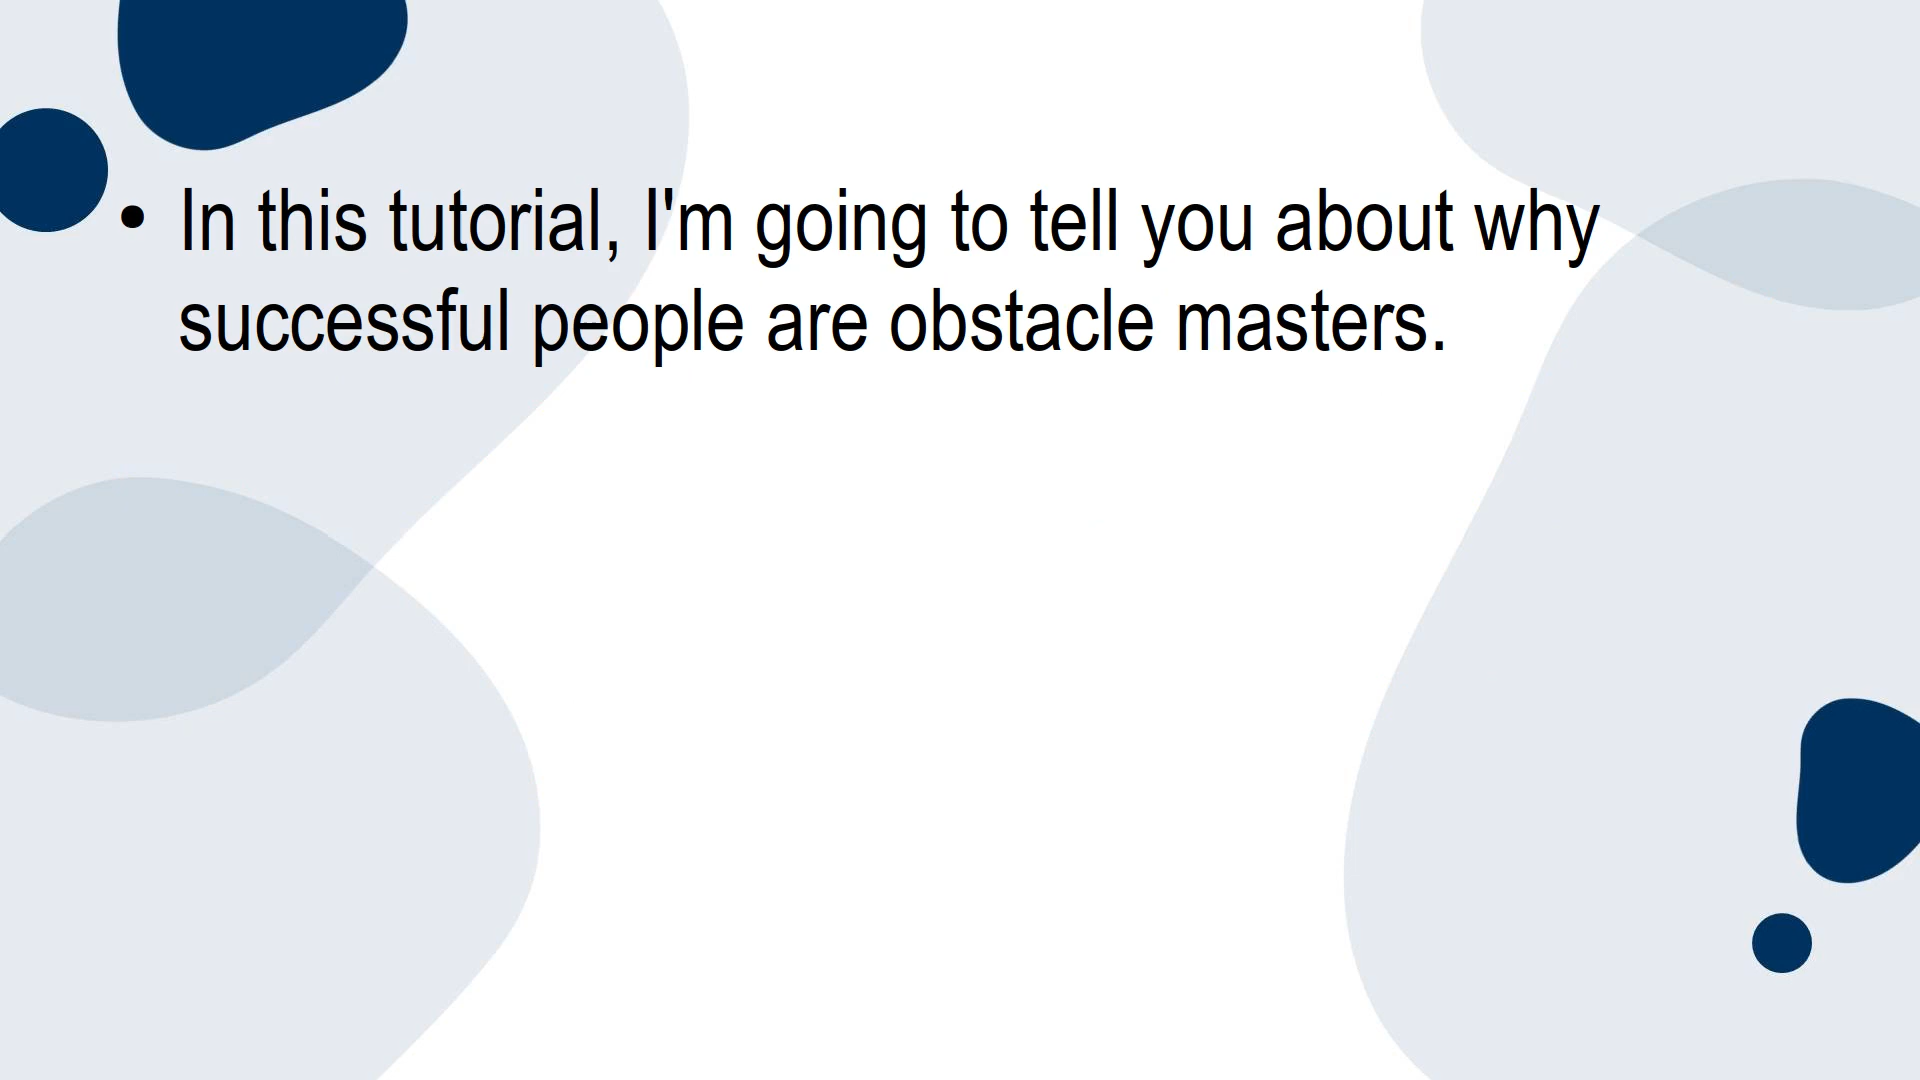 • In this tutorial, I'm going to tell you about why
successful people are obstacle masters.